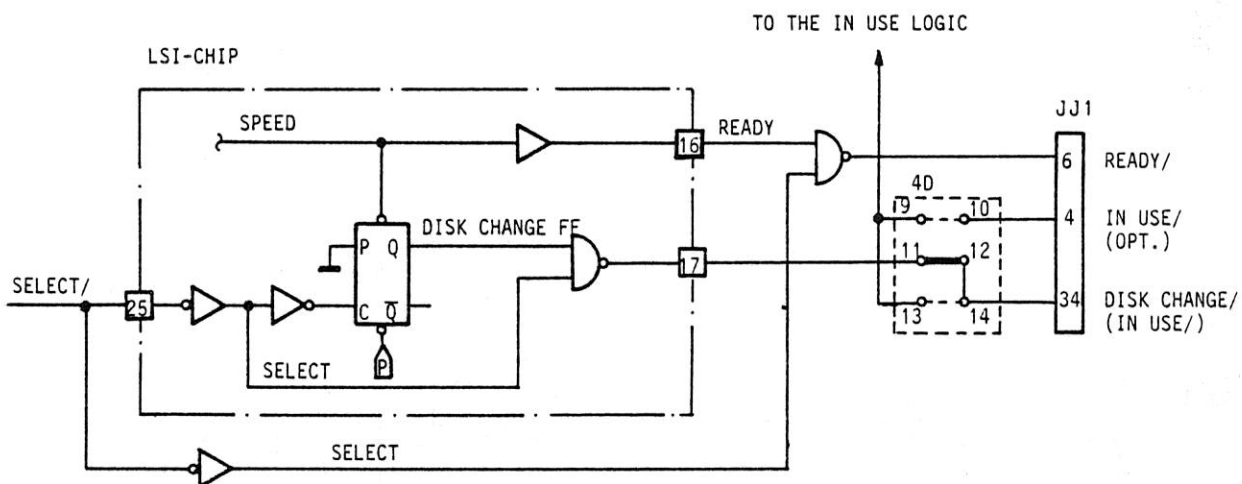 TO THE IN USE LOGIC
LSI-CHIP
JJ1
SPEED
16
READY
6
READY/
4D
9
10
4
IN USE/
(OPT.)
P
Q
DISK CHANGE FF
17
11
12
SELECT/
25
C
Q̅
34
DISK CHANGE/
(IN USE/)
13
14
P
SELECT
SELECT